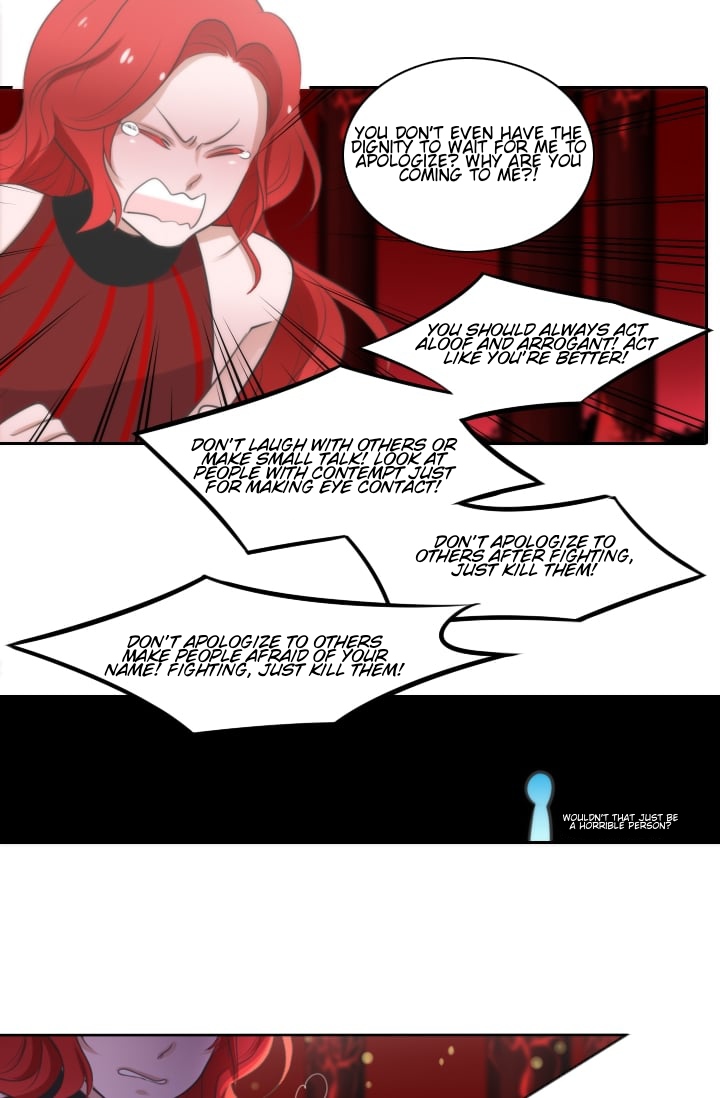 YOU DON'T EVEN HAVE THE
DIGNITY TO WAIT FOR ME TO
APOLOGIZE? WHY ARE YOU
COMING TO ME?!
YOU SHOULD ALWAYS ACT
ALOOF AND ARROGANT! ACT
LIKE YOU'RE BETTER!
DON'T LAUGH WITH OTHERS OR
MAKE SMALL TALK! LOOK AT
PEOPLE WITH CONTEMPT JUST
FOR MAKING EYE CONTACT!
DON'T APOLOGIZE TO
OTHERS AFTER FIGHTING,
JUST KILL THEM!
DON'T APOLOGIZE TO OTHERS
MAKE PEOPLE AFRAID OF YOUR
NAME! FIGHTING, JUST KILL THEM!
WOULDN'T THAT JUST BE
A HORRIBLE PERSON?